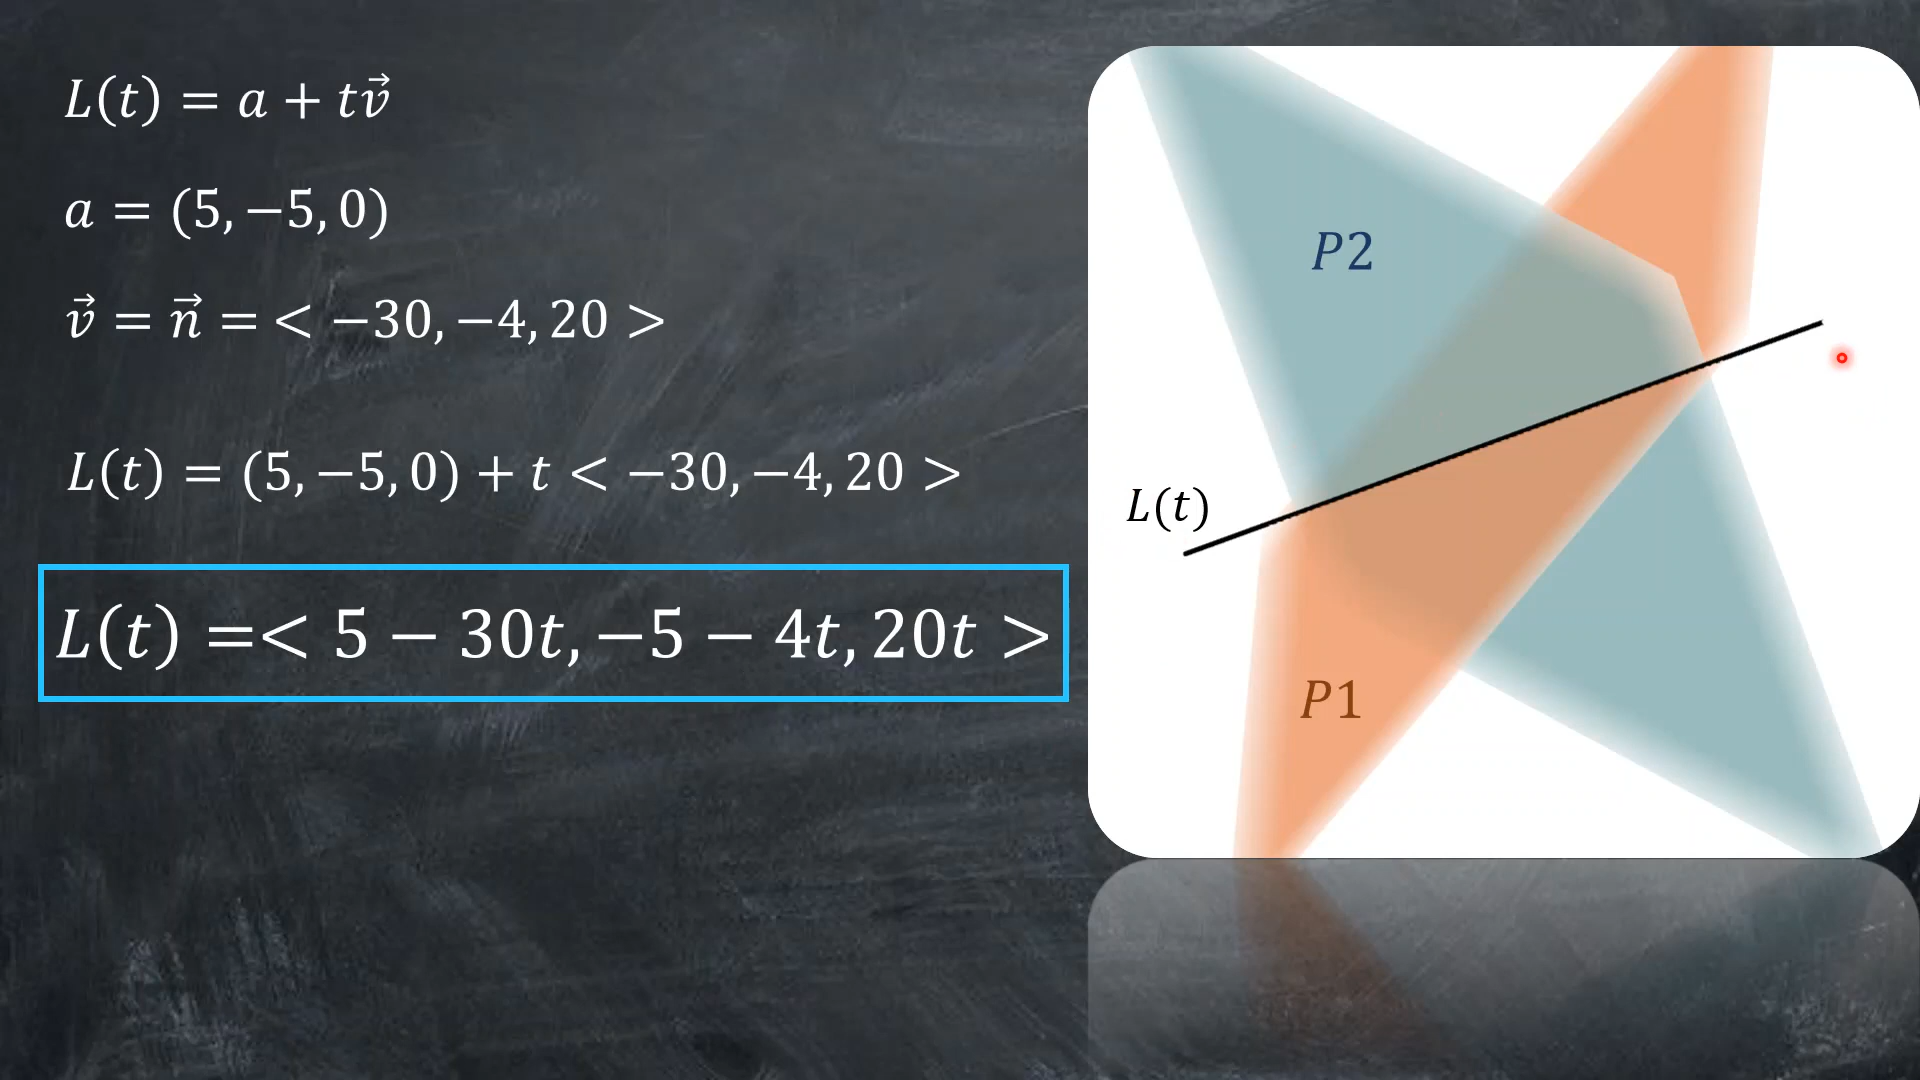 L(t) = a + tv⃗
a = (5, −5, 0)
v⃗ = n⃗ = < −30, −4, 20 >
L(t) = (5, −5, 0) + t < −30, −4, 20 >
L(t) =< 5 − 30t, −5 − 4t, 20t >
P2
L(t)
P1